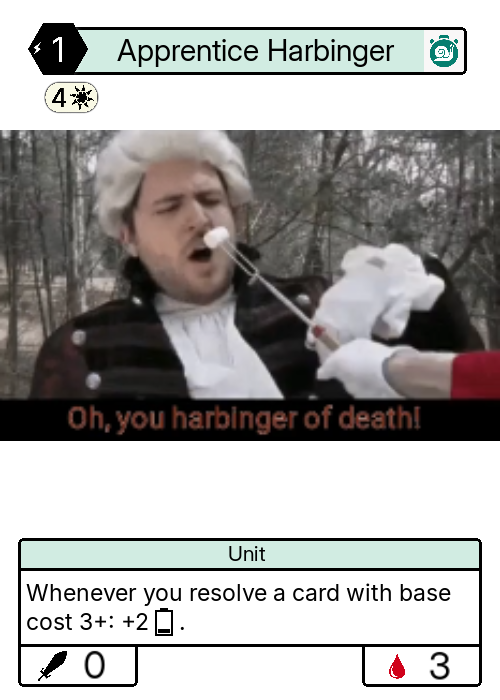 1 Apprentice Harbinger
4
Oh, you harbinger of death!
Unit
Whenever you resolve a card with base
cost 3+: +2 .
0 3